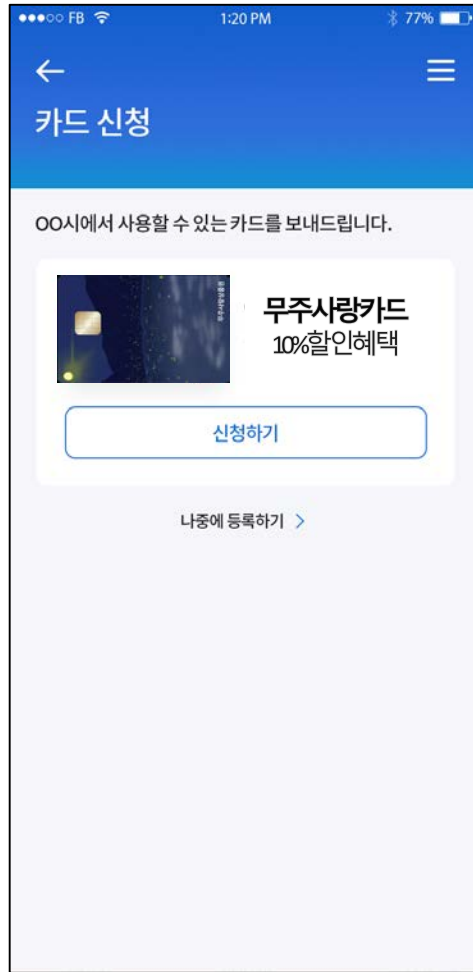 FB 1:20 PM 77%
카드 신청
OO시에서 사용할 수 있는 카드를 보내드립니다.
무주사랑카드
10%할인혜택
신청하기
나중에 등록하기 >